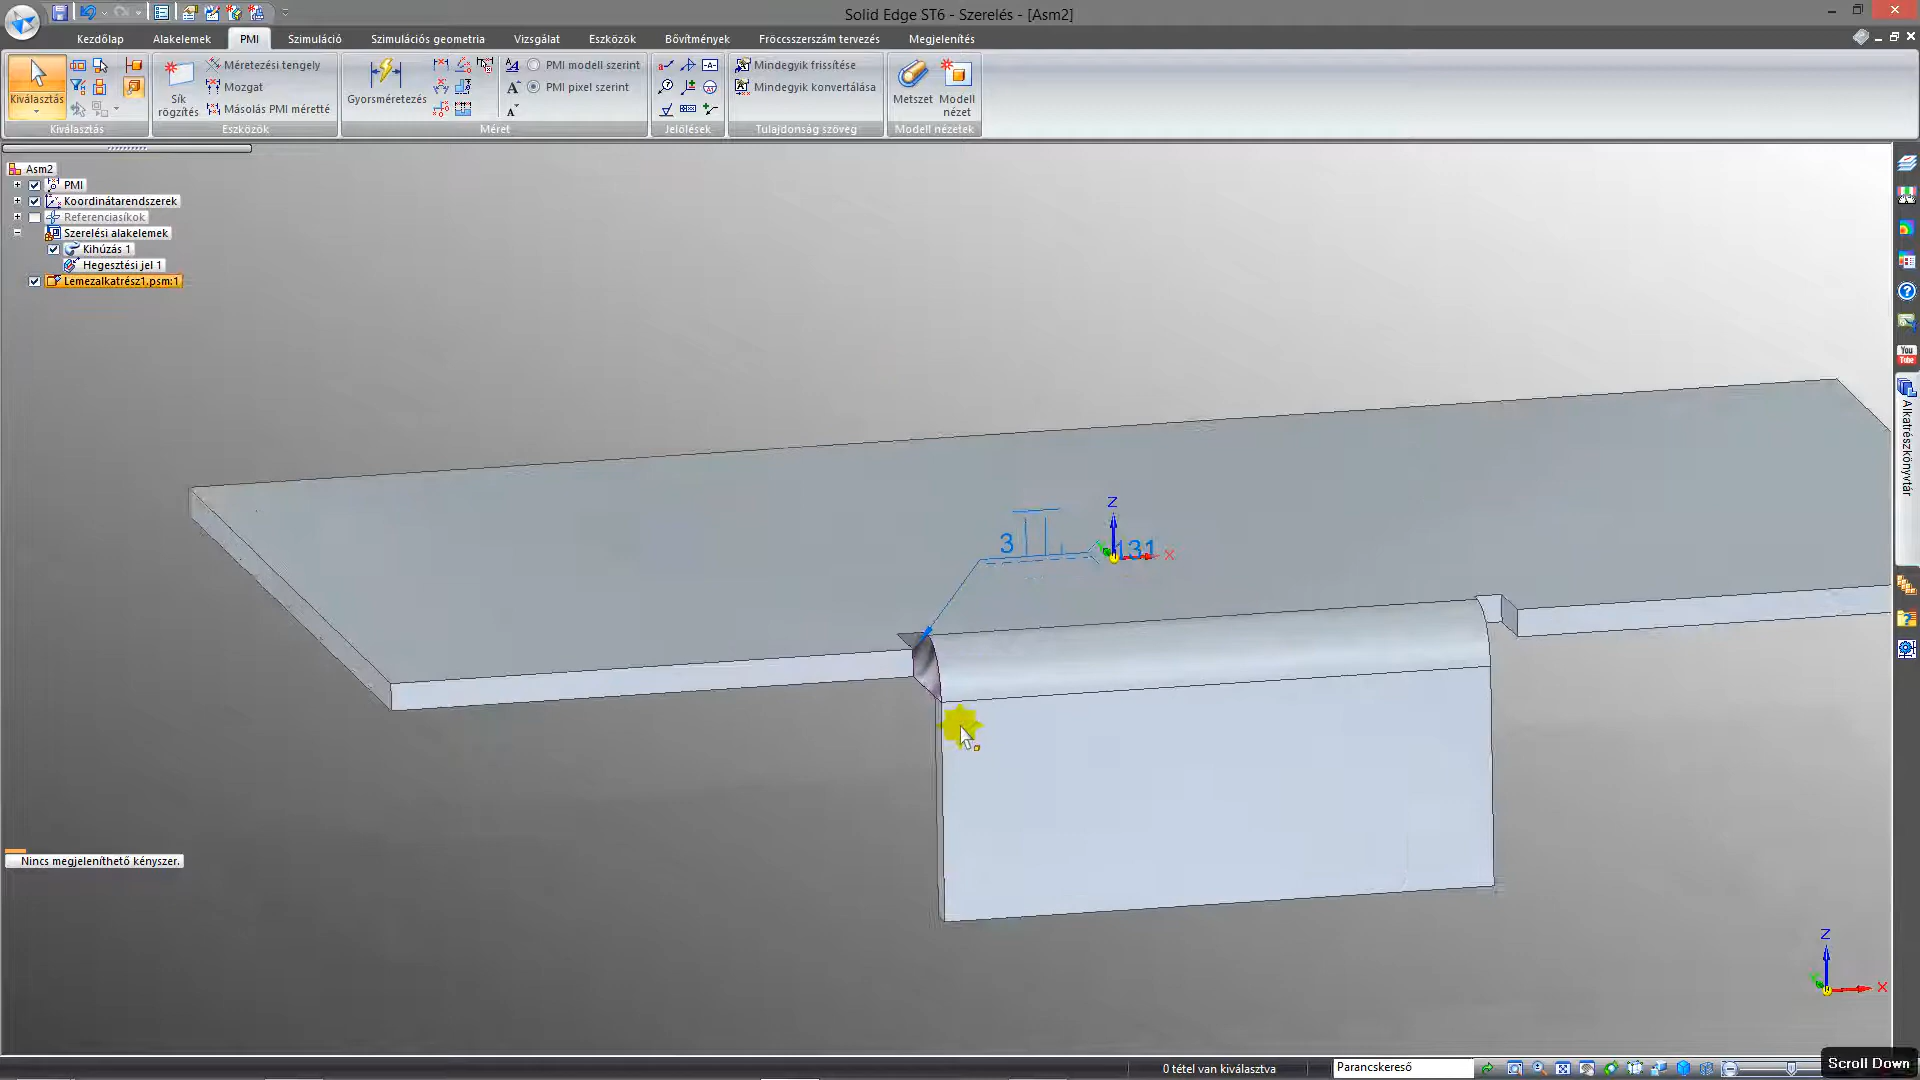 Solid Edge ST6 - Szerelés - [Asm2]
Kezdőlap
Alakelemek
PMI
Szimuláció
Szimulációs geometria
Vizsgálat
Eszközök
Bővítmények
Fröccsszerszám tervezés
Megjelenítés
Kiválasztás
Sík rögzítés
Méretezési tengely
Mozgat
Másolás PMI méretté
Gyorsméretezés
PMI modell szerint
PMI pixel szerint
Mindegyik frissítése
Mindegyik konvertálása
Metszet
Modell nézet
Kiválasztás
Eszközök
Méret
Jelölések
Tulajdonság szöveg
Modell nézetek
Asm2
PMI
Koordinátarendszerek
Referenciasíkok
Szerelési alakelemek
Kihúzás 1
Hegesztési jel 1
Lemezalkatrész1.psm:1
You
Tube
Alkatrészkönyvtár
Z
3
131
X
Nincs megjeleníthető kényszer.
Z
X
0 tétel van kiválasztva
Parancskereső
Scroll Down